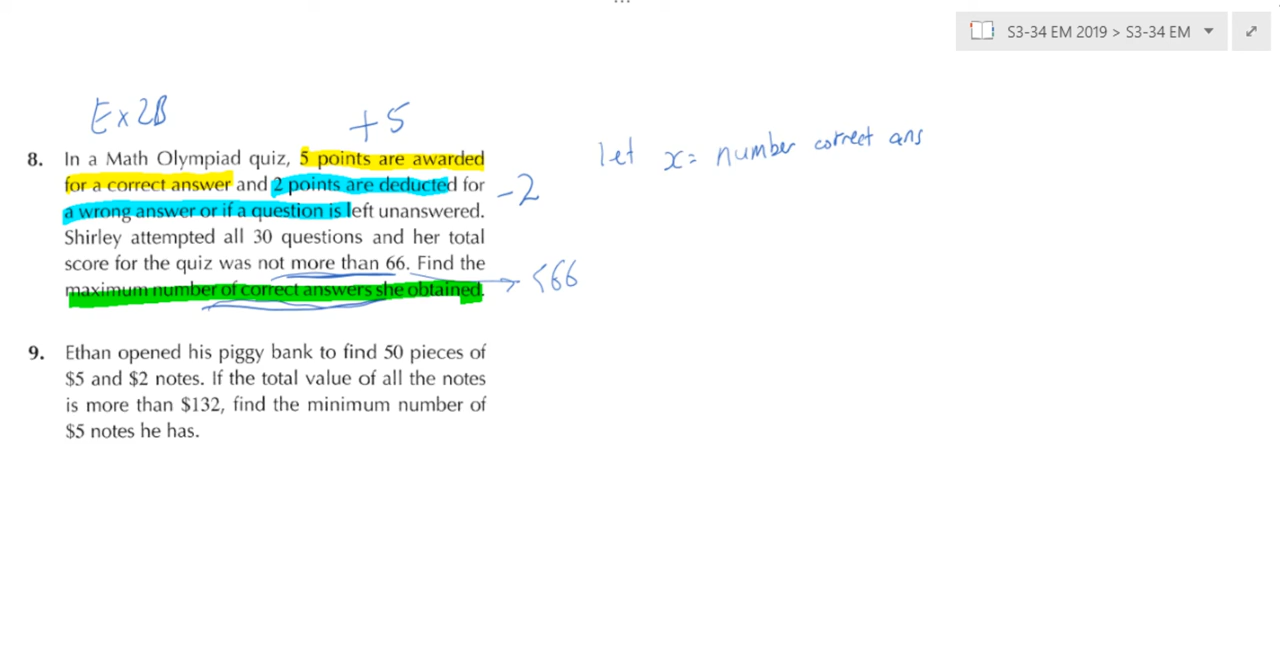 S3-34 EM 2019 > S3-34 EM
Ex 2B
+5
8. In a Math Olympiad quiz, 5 points are awarded
for a correct answer and 2 points are deducted for
a wrong answer or if a question is left unanswered.
Shirley attempted all 30 questions and her total
score for the quiz was not more than 66. Find the
maximum number of correct answers she obtained.
-2
<66
let x = number correct ans
9. Ethan opened his piggy bank to find 50 pieces of
$5 and $2 notes. If the total value of all the notes
is more than $132, find the minimum number of
$5 notes he has.